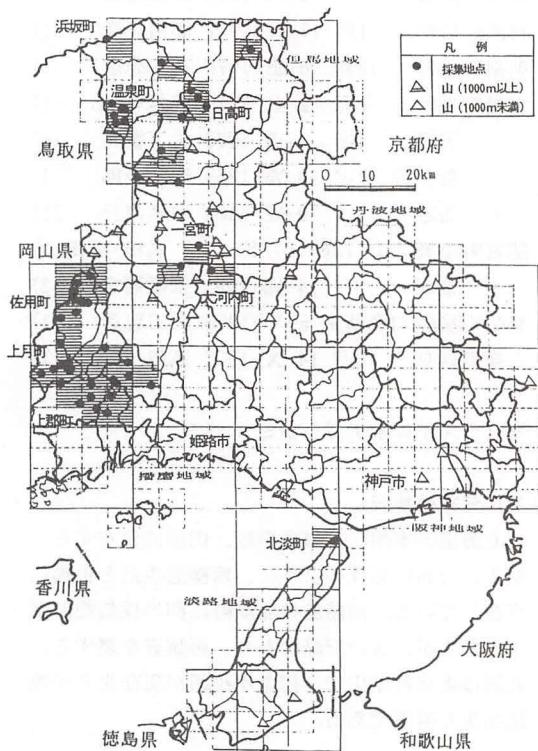 浜坂町
但馬地域
凡 例
採集地点
山 (1000m以上)
山 (1000m未満)
温泉町
日高町
鳥取県
京都府
0 10 20km
丹波地域
一宮町
岡山県
佐用町
大河内町
上月町
上郡町
姫路市
播磨地域
神戸市
阪神地域
北淡町
香川県
淡路地域
大阪府
徳島県
和歌山県